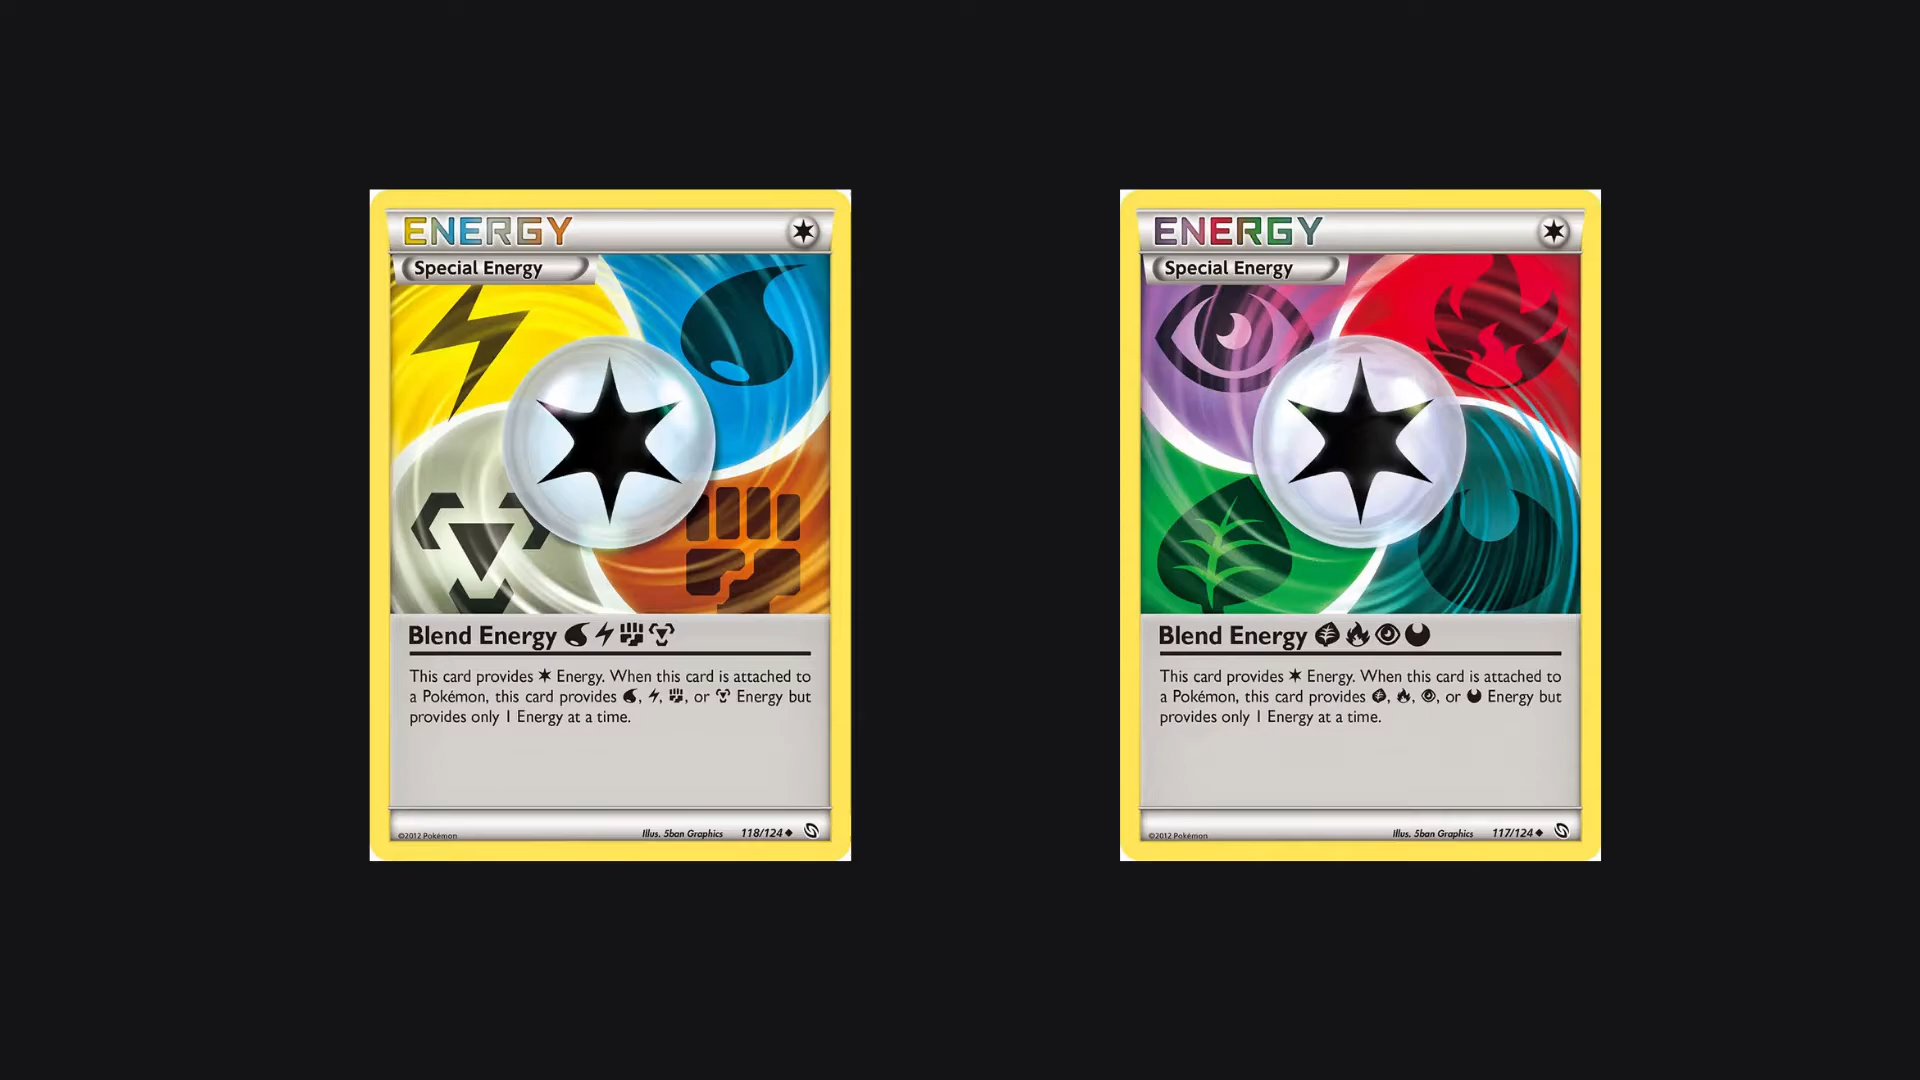 ENERGY
Special Energy
Blend Energy
This card provides Energy. When this card is attached to
a Pokémon, this card provides , , , or Energy but
provides only 1 Energy at a time.
©2012 Pokémon
Illus. 5ban Graphics
118/124
ENERGY
Special Energy
Blend Energy
This card provides Energy. When this card is attached to
a Pokémon, this card provides , , , or Energy but
provides only 1 Energy at a time.
©2012 Pokémon
Illus. 5ban Graphics
117/124